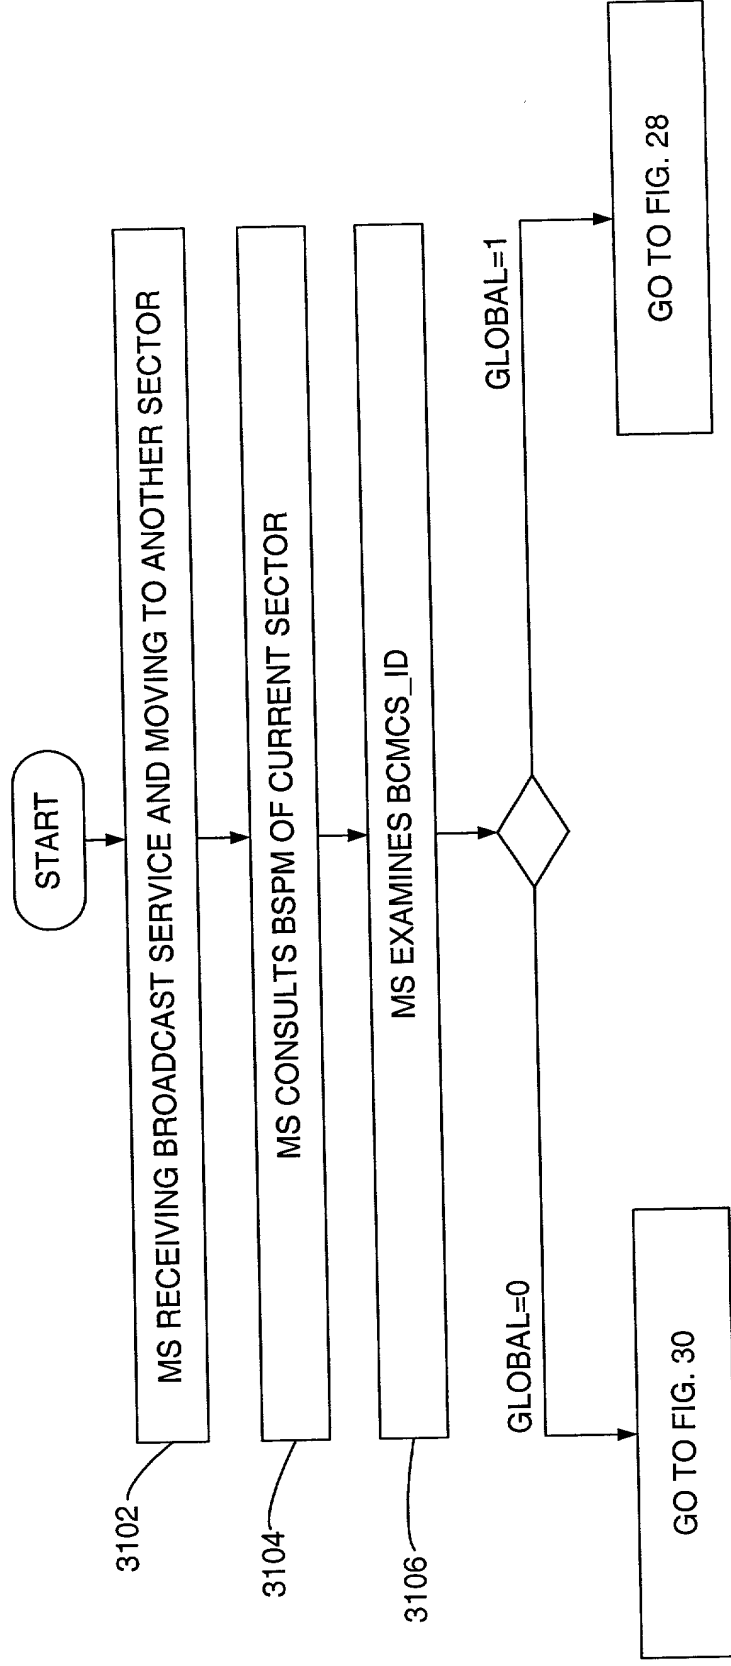 START
MS RECEIVING BROADCAST SERVICE AND MOVING TO ANOTHER SECTOR
3102
MS CONSULTS BSPM OF CURRENT SECTOR
3104
MS EXAMINES BCMCS_ID
3106
GLOBAL=0
GLOBAL=1
GO TO FIG. 30
GO TO FIG. 28